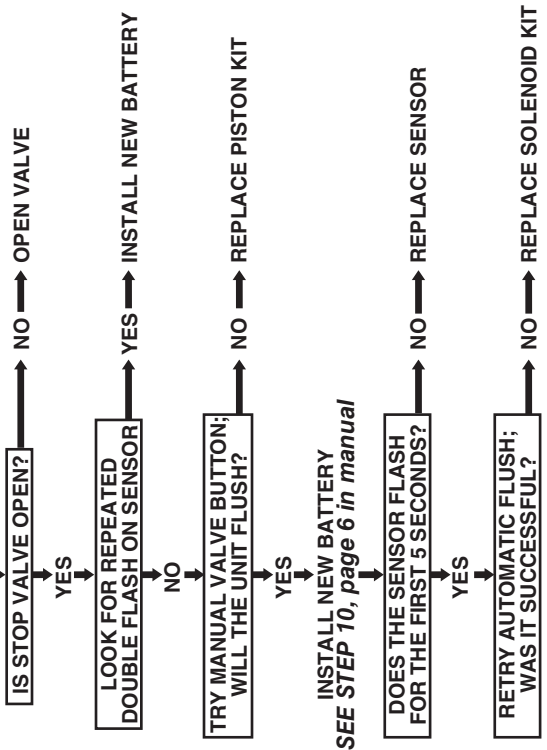 IS STOP VALVE OPEN?
NO
OPEN VALVE
YES
LOOK FOR REPEATED
DOUBLE FLASH ON SENSOR
YES
INSTALL NEW BATTERY
NO
TRY MANUAL VALVE BUTTON;
WILL THE UNIT FLUSH?
NO
REPLACE PISTON KIT
YES
INSTALL NEW BATTERY
SEE STEP 10, page 6 in manual
DOES THE SENSOR FLASH
FOR THE FIRST 5 SECONDS?
NO
REPLACE SENSOR
YES
RETRY AUTOMATIC FLUSH;
WAS IT SUCCESSFUL?
NO
REPLACE SOLENOID KIT